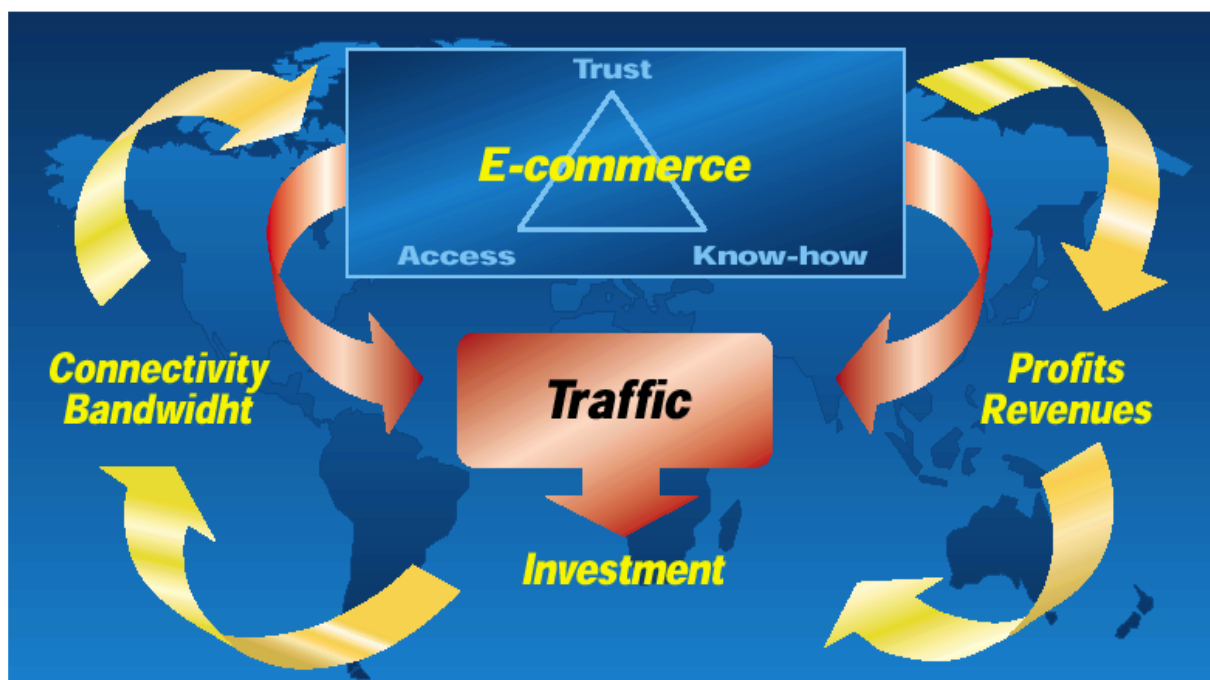 Trust
E-commerce
Access
Know-how
Connectivity
Bandwidht
Traffic
Profits
Revenues
Investment